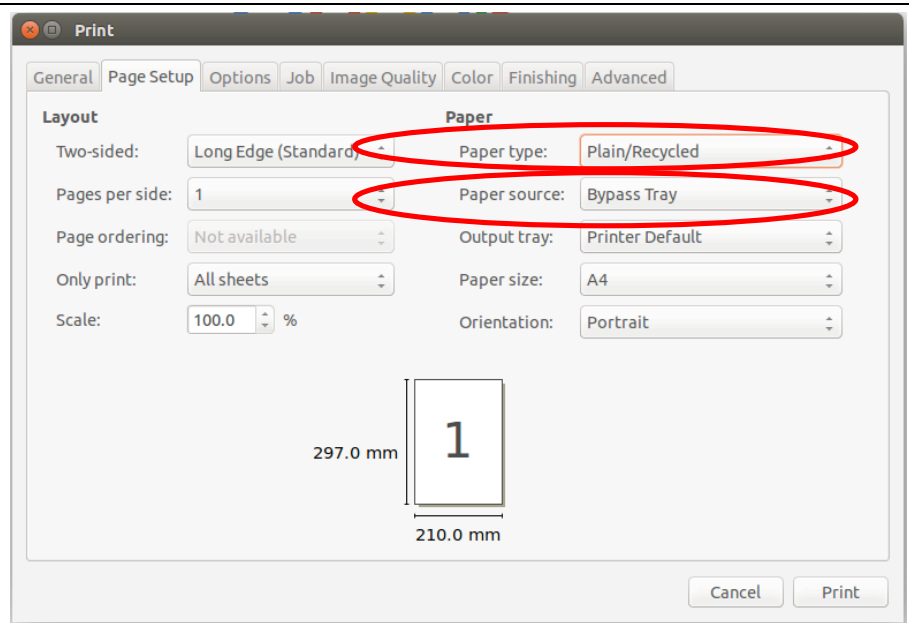 Print
General Page Setup Options Job Image Quality Color Finishing Advanced
Layout
Two-sided: Long Edge (Standard)
Pages per side: 1
Page ordering: Not available
Only print: All sheets
Scale: 100.0 %
Paper
Paper type: Plain/Recycled
Paper source: Bypass Tray
Output tray: Printer Default
Paper size: A4
Orientation: Portrait
1
297.0 mm
210.0 mm
Cancel Print